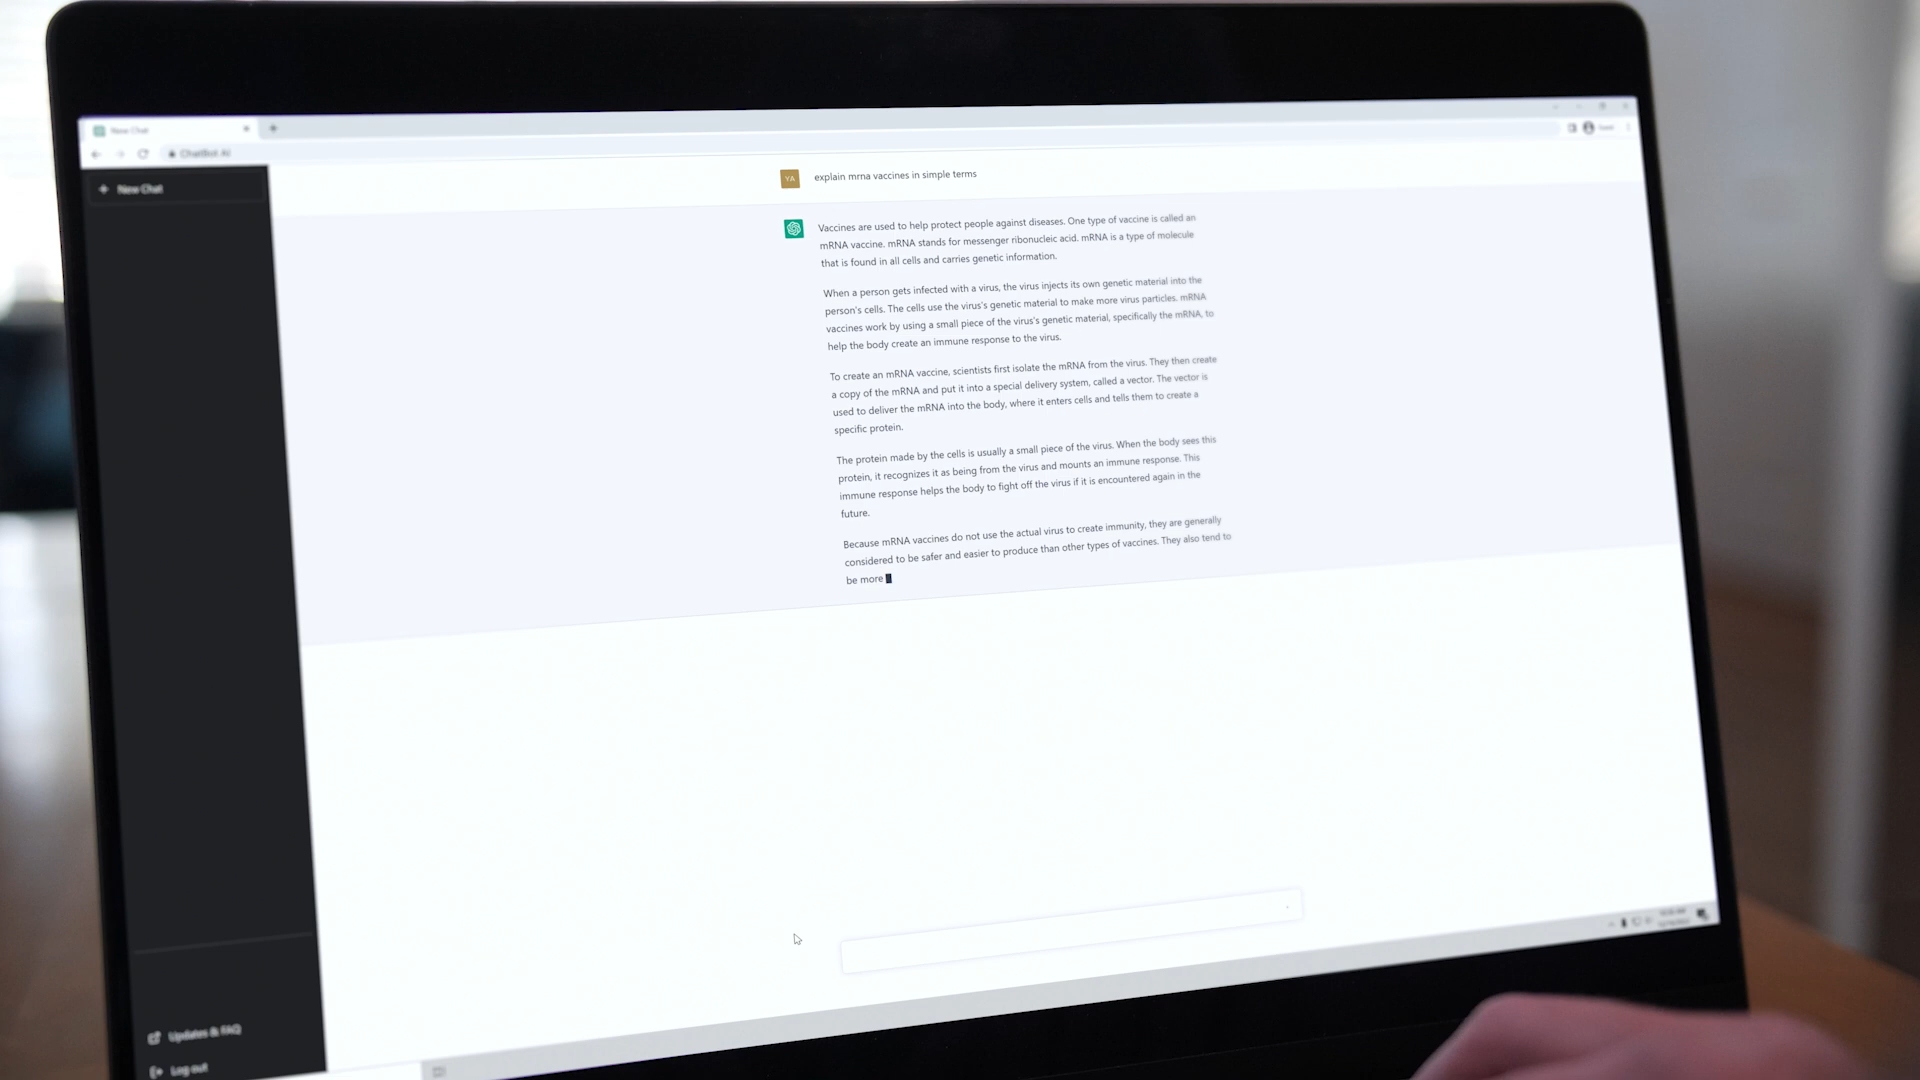 New Chat
ChatBot AI
New Chat
YA
explain mrna vaccines in simple terms
Vaccines are used to help protect people against diseases. One type of vaccine is called an
mRNA vaccine. mRNA stands for messenger ribonucleic acid. mRNA is a type of molecule
that is found in all cells and carries genetic information.
When a person gets infected with a virus, the virus injects its own genetic material into the
person's cells. The cells use the virus's genetic material to make more virus particles. mRNA
vaccines work by using a small piece of the virus's genetic material, specifically the mRNA, to
help the body create an immune response to the virus.
To create an mRNA vaccine, scientists first isolate the mRNA from the virus. They then create
a copy of the mRNA and put it into a special delivery system, called a vector. The vector is
used to deliver the mRNA into the body, where it enters cells and tells them to create a
specific protein.
The protein made by the cells is usually a small piece of the virus. When the body sees this
protein, it recognizes it as being from the virus and mounts an immune response. This
immune response helps the body to fight off the virus if it is encountered again in the
future.
Because mRNA vaccines do not use the actual virus to create immunity, they are generally
considered to be safer and easier to produce than other types of vaccines. They also tend to
be more
Updates & FAQ
Log out